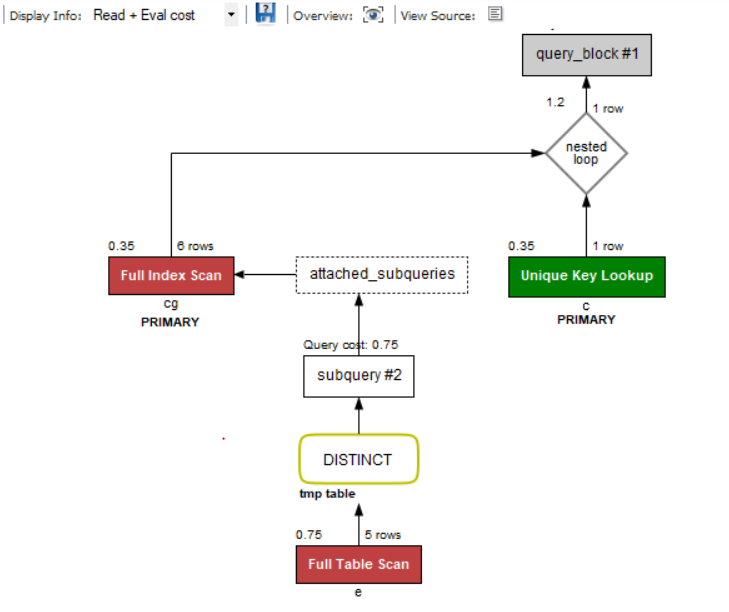 Display Info: Read + Eval cost Overview: View Source:
query_block #1
1.2 1 row
nested
loop
0.35 6 rows
Full Index Scan
cg
PRIMARY
attached_subqueries
0.35 1 row
Unique Key Lookup
c
PRIMARY
Query cost: 0.75
subquery #2
DISTINCT
tmp table
0.75 5 rows
Full Table Scan
e